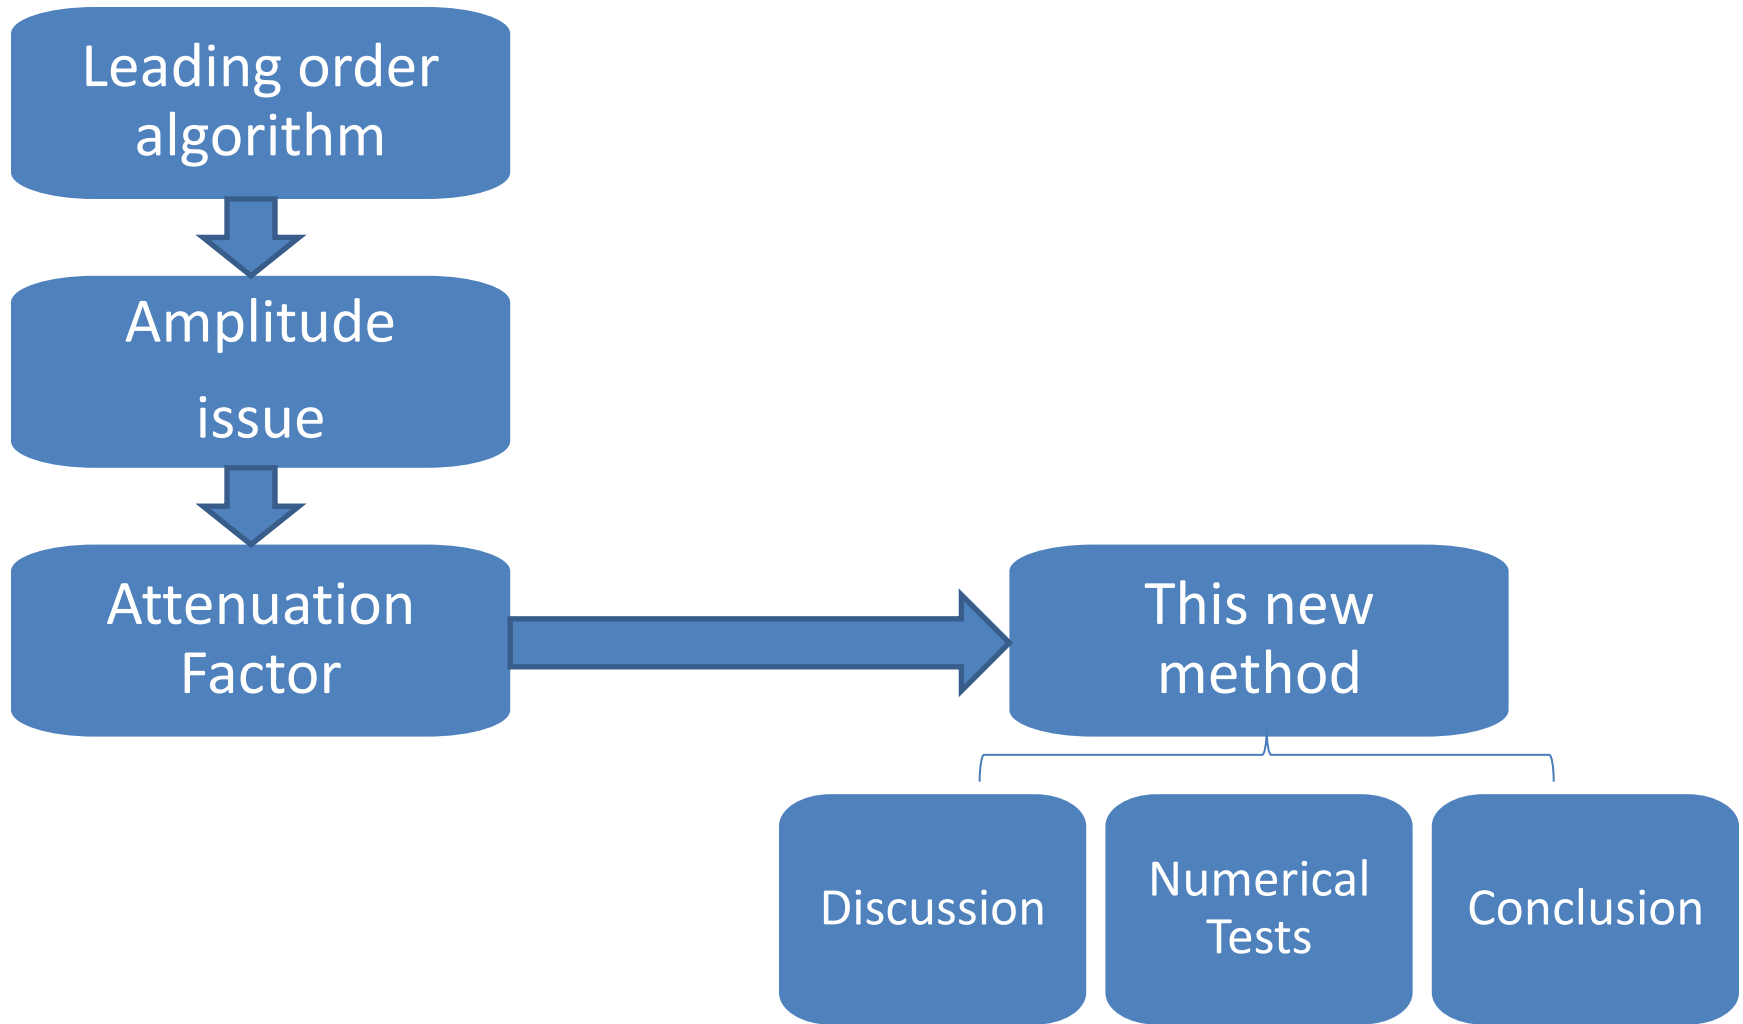 Leading order
algorithm
Amplitude
issue
Attenuation
Factor
This new
method
Discussion
Numerical
Tests
Conclusion